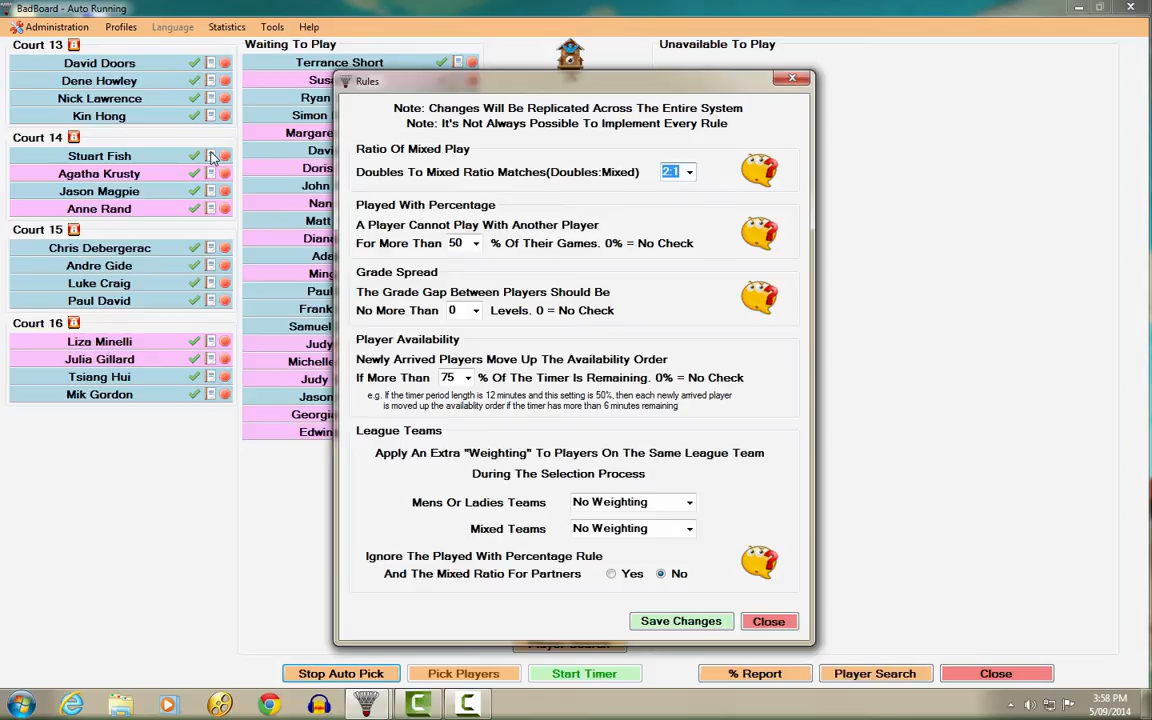 BadBoard - Auto Running
Administration Profiles Language Statistics Tools Help
Court 13
David Doors
Dene Howley
Nick Lawrence
Kin Hong
Court 14
Stuart Fish
Agatha Krusty
Jason Magpie
Anne Rand
Court 15
Chris Debergerac
Andre Gide
Luke Craig
Paul David
Court 16
Liza Minelli
Julia Gillard
Tsiang Hui
Mik Gordon
Waiting To Play
Terrance Short
Ryan
Simon
Doris
John
Matt
Paul
Frank
Samuel
Judy
Michelle
Judy
Jason
Unavailable To Play
Rules
Note: Changes Will Be Replicated Across The Entire System
Note: It's Not Always Possible To Implement Every Rule
Ratio Of Mixed Play
Doubles To Mixed Ratio Matches(Doubles:Mixed) 2:1
Played With Percentage
A Player Cannot Play With Another Player
For More Than 50 % Of Their Games. 0% = No Check
Grade Spread
The Grade Gap Between Players Should Be
No More Than 0 Levels. 0 = No Check
Player Availability
Newly Arrived Players Move Up The Availability Order
If More Than 75 % Of The Timer Is Remaining. 0% = No Check
e.g. If the timer period length is 12 minutes and this setting is 50%, then each newly arrived player
is moved up the availablity order if the timer has more than 6 minutes remaining
League Teams
Apply An Extra "Weighting" To Players On The Same League Team
During The Selection Process
Mens Or Ladies Teams No Weighting
Mixed Teams No Weighting
Ignore The Played With Percentage Rule
And The Mixed Ratio For Partners Yes No
Save Changes Close
Player Search
Stop Auto Pick Pick Players Start Timer % Report Player Search Close
3:58 PM
5/09/2014